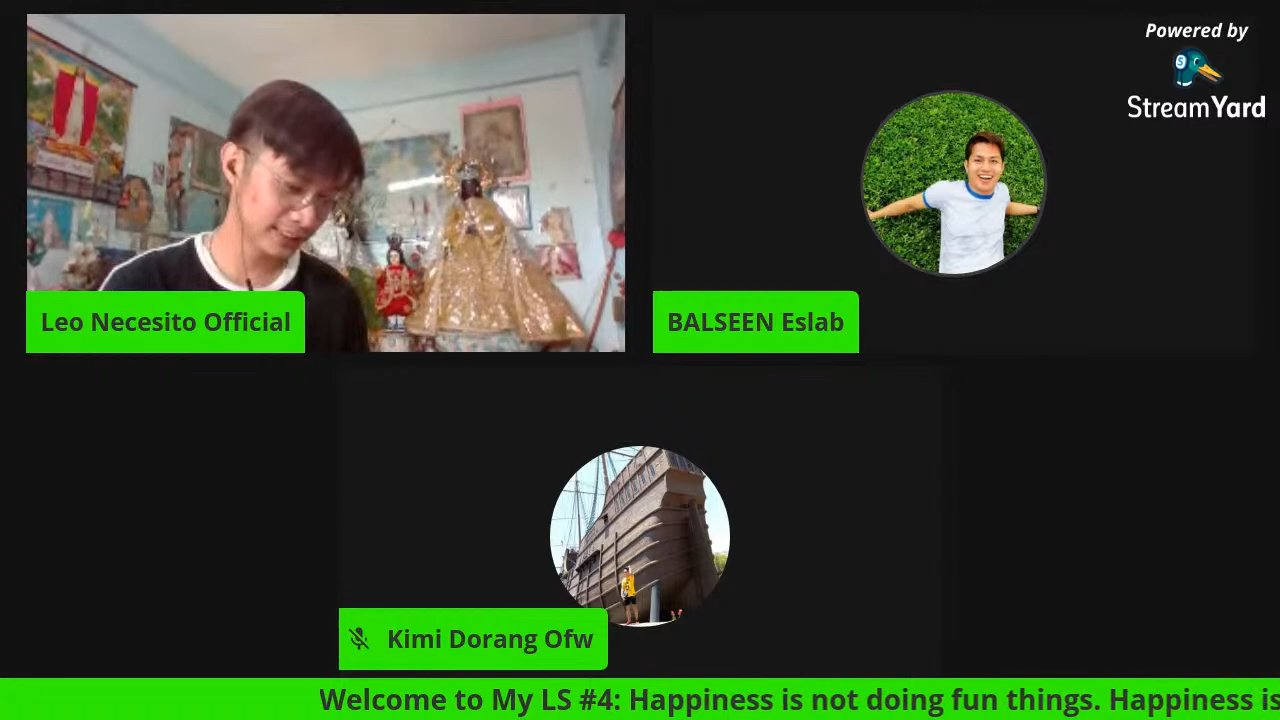 Powered by
StreamYard
Leo Necesito Official
BALSEEN Eslab
Kimi Dorang Ofw
Welcome to My LS #4: Happiness is not doing fun things. Happiness is